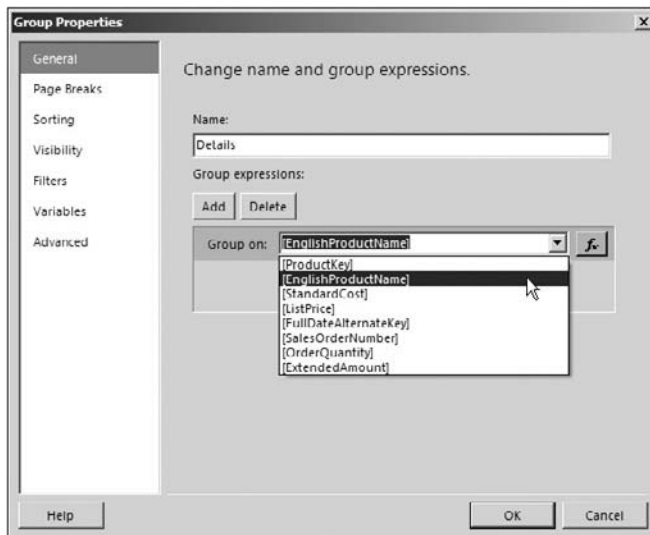 Group Properties
General
Page Breaks
Sorting
Visibility
Filters
Variables
Advanced
Change name and group expressions.
Name:
Details
Group expressions:
Add Delete
Group on: [EnglishProductName] fx
[ProductKey]
[EnglishProductName]
[StandardCost]
[ListPrice]
[FullDateAlternateKey]
[SalesOrderNumber]
[OrderQuantity]
[ExtendedAmount]
Help OK Cancel